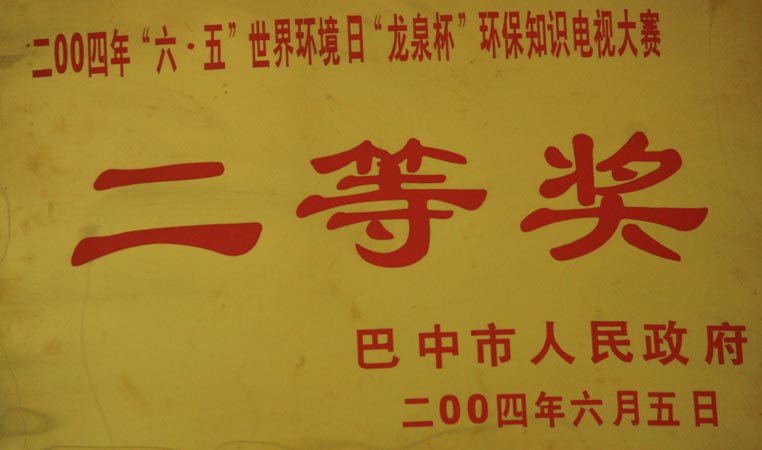 二00四年“六·五”世界环境日“龙泉杯”环保知识电视大赛
二等奖
巴中市人民政府
二00四年六月五日